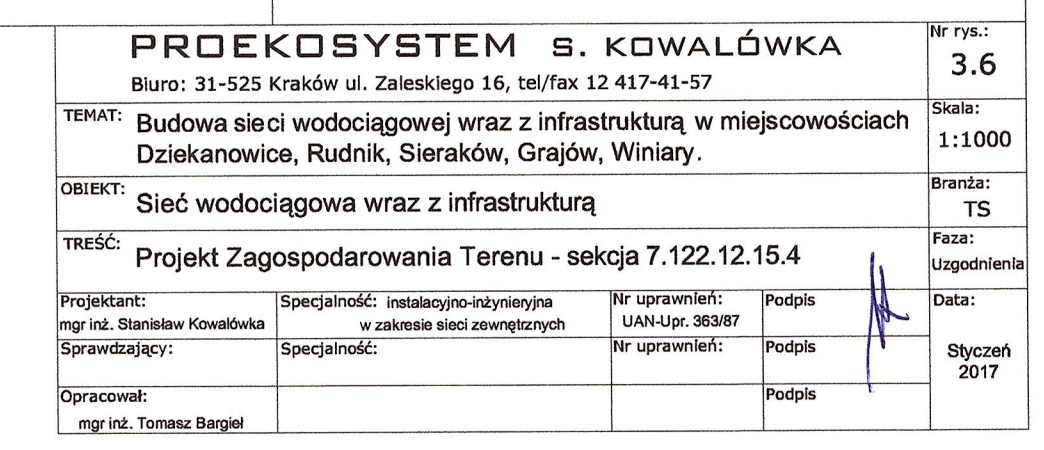 PROEKOSYSTEM S. KOWALÓWKA
Biuro: 31-525 Kraków ul. Zaleskiego 16, tel/fax 12 417-41-57
Nr rys.:
3.6
TEMAT: Budowa sieci wodociągowej wraz z infrastrukturą w miejscowościach
Dziekanowice, Rudnik, Sieraków, Grajów, Winiary.
Skala:
1:1000
OBIEKT: Sieć wodociągowa wraz z infrastrukturą
Branża:
TS
TREŚĆ: Projekt Zagospodarowania Terenu - sekcja 7.122.12.15.4
Faza:
Uzgodnienia
Projektant:
mgr inż. Stanisław Kowalówka
Specjalność: instalacyjno-inżynieryjna
w zakresie sieci zewnętrznych
Nr uprawnień:
UAN-Upr. 363/87
Podpis
Data:
Styczeń
2017
Sprawdzający:
Specjalność:
Nr uprawnień:
Podpis
Opracował:
mgr inż. Tomasz Bargieł
Podpis